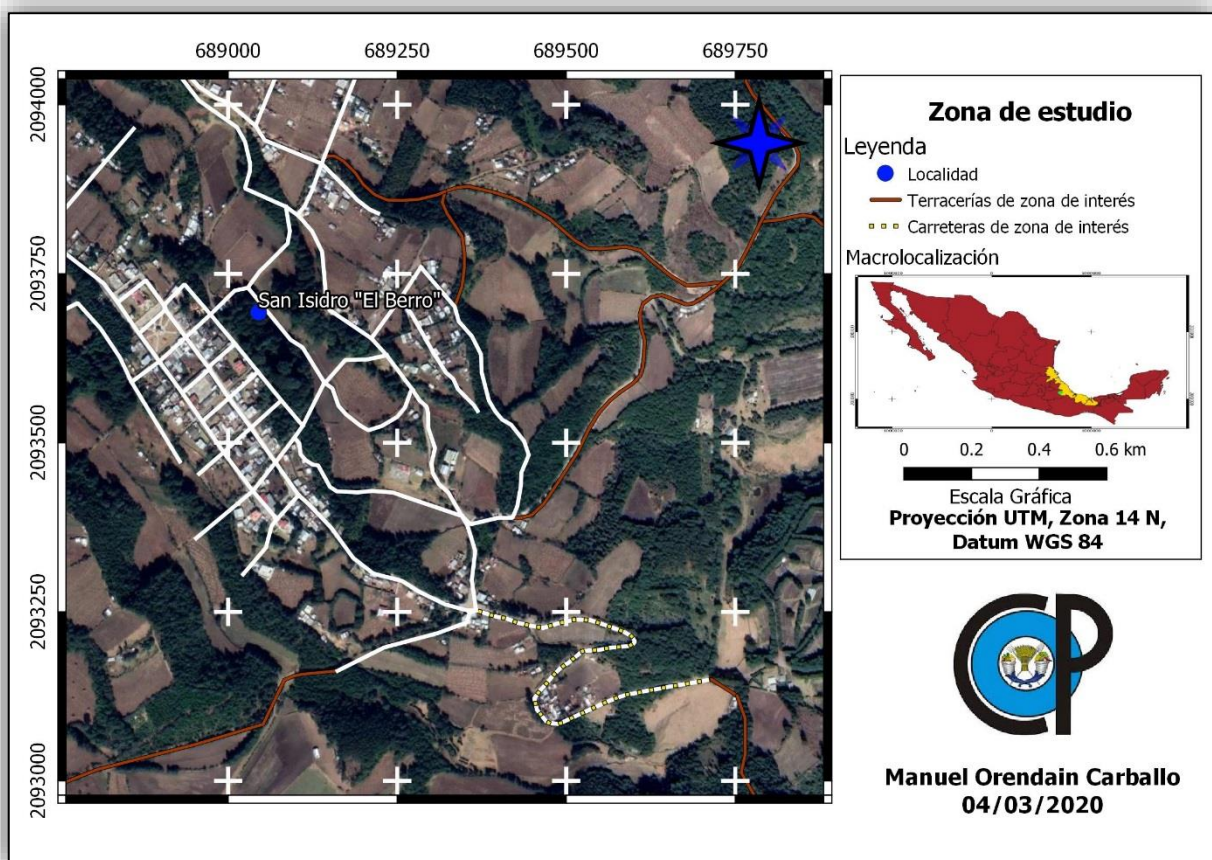 689000 689250 689500 689750
2094000
2093750
2093500
2093250
2093000
San Isidro "El Berro"
Zona de estudio
Leyenda
Localidad
Terracerías de zona de interés
Carreteras de zona de interés
Macrolocalización
0 0.2 0.4 0.6 km
Escala Gráfica
Proyección UTM, Zona 14 N,
Datum WGS 84
CP
Manuel Orendain Carballo
04/03/2020